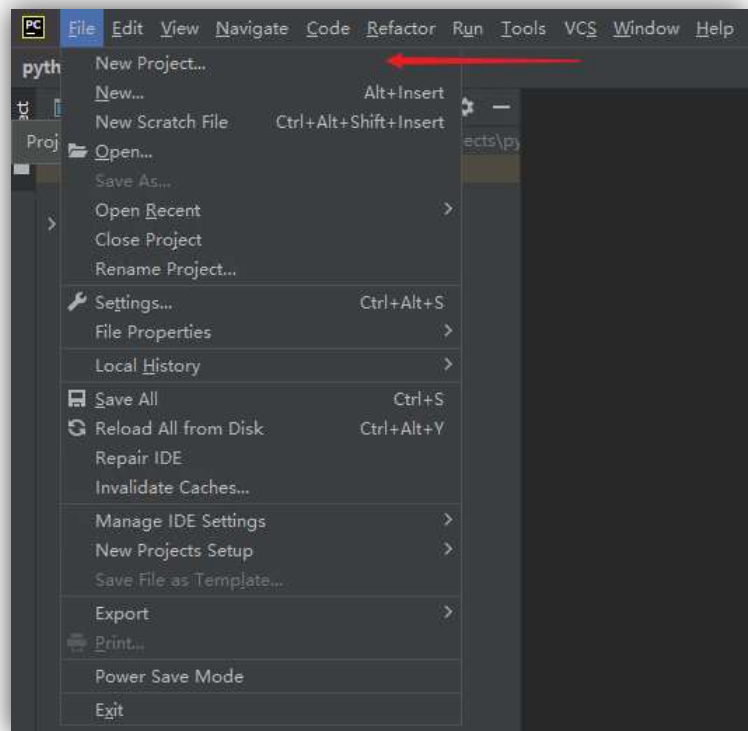 PC File Edit View Navigate Code Refactor Run Tools VCS Window Help
pyth
New Project...
New... Alt+Insert
New Scratch File Ctrl+Alt+Shift+Insert
ect
Proj
ects\py
Open...
Save As...
Open Recent
Close Project
Rename Project...
Settings... Ctrl+Alt+S
File Properties
Local History
Save All Ctrl+S
Reload All from Disk Ctrl+Alt+Y
Repair IDE
Invalidate Caches...
Manage IDE Settings
New Projects Setup
Save File as Template...
Export
Print...
Power Save Mode
Exit